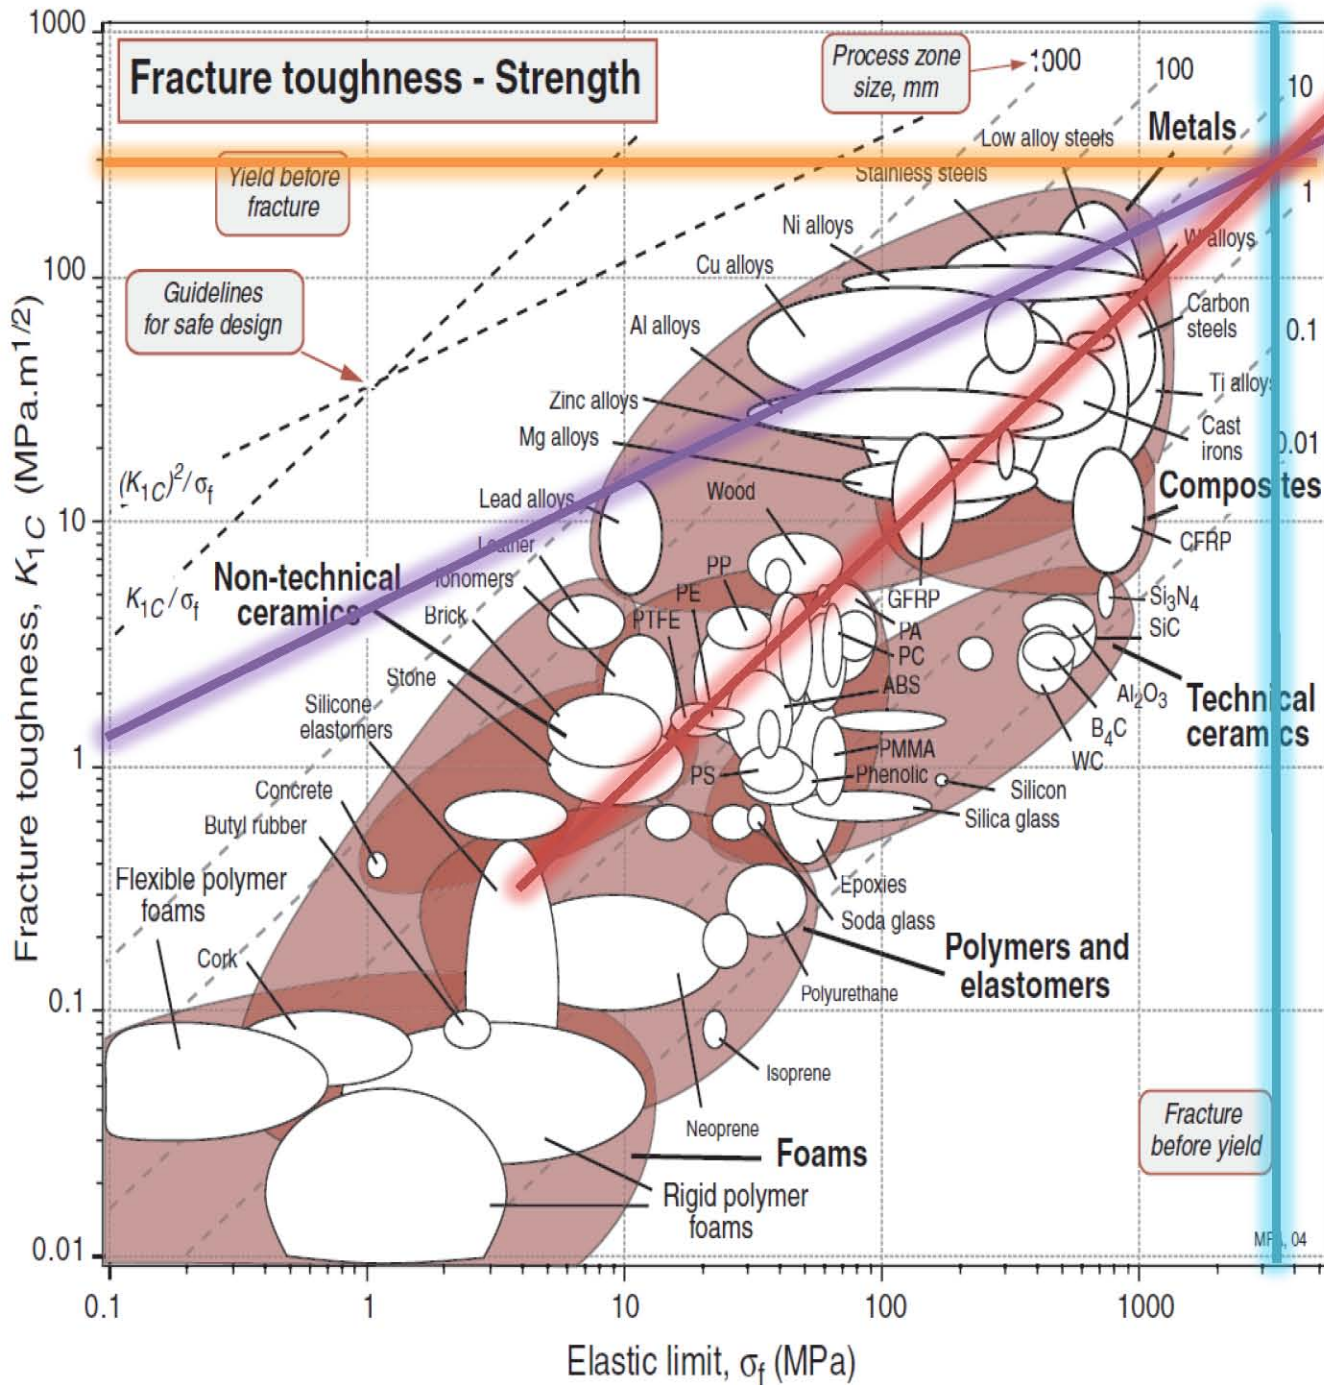 1000
100
10
1
0.1
0.01
Fracture toughness, K1C (MPa.m1/2)
Fracture toughness - Strength
Process zone
size, mm
1000
100
10
1
0.1
0.01
Yield before
fracture
Guidelines
for safe design
(K1C)²/σf
K1C/σf
Low alloy steels
Metals
Stainless steels
Ni alloys
W alloys
Cu alloys
Carbon
steels
Al alloys
Ti alloys
Zinc alloys
Cast
irons
Mg alloys
Composites
CFRP
Wood
Lead alloys
Leather
Ionomers
Non-technical
ceramics
Brick
Stone
PP
PE
PTFE
GFRP
PA
PC
ABS
Si3N4
SiC
Al2O3
B4C
WC
Technical
ceramics
Silicone
elastomers
PMMA
Phenolic
PS
Silicon
Silica glass
Concrete
Butyl rubber
Epoxies
Soda glass
Flexible polymer
foams
Cork
Polymers and
elastomers
Polyurethane
Isoprene
Neoprene
Foams
Rigid polymer
foams
Fracture
before yield
MFA, 04
0.1
1
10
100
1000
Elastic limit, σf (MPa)